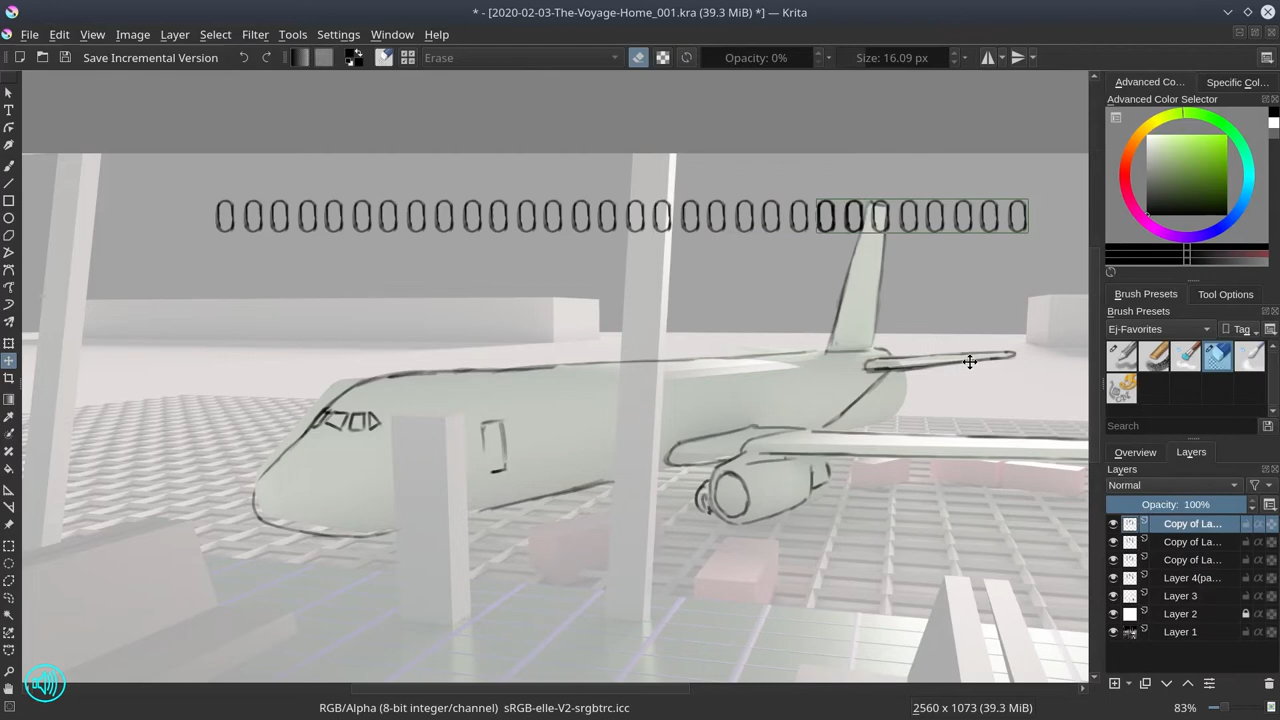 * - [2020-02-03-The-Voyage-Home_001.kra (39.3 MiB) *] — Krita
File Edit View Image Layer Select Filter Tools Settings Window Help
Save Incremental Version Erase Opacity: 0% Size: 16.09 px
Advanced Co... Specific Col...
Advanced Color Selector
Brush Presets Tool Options
Brush Presets
Ej-Favorites Tag
Search
Overview Layers
Layers
Normal
Opacity: 100%
Copy of La...
Copy of La...
Copy of La...
Layer 4(pa...
Layer 3
Layer 2
Layer 1
RGB/Alpha (8-bit integer/channel) sRGB-elle-V2-srgbtrc.icc 2560 x 1073 (39.3 MiB) 83%